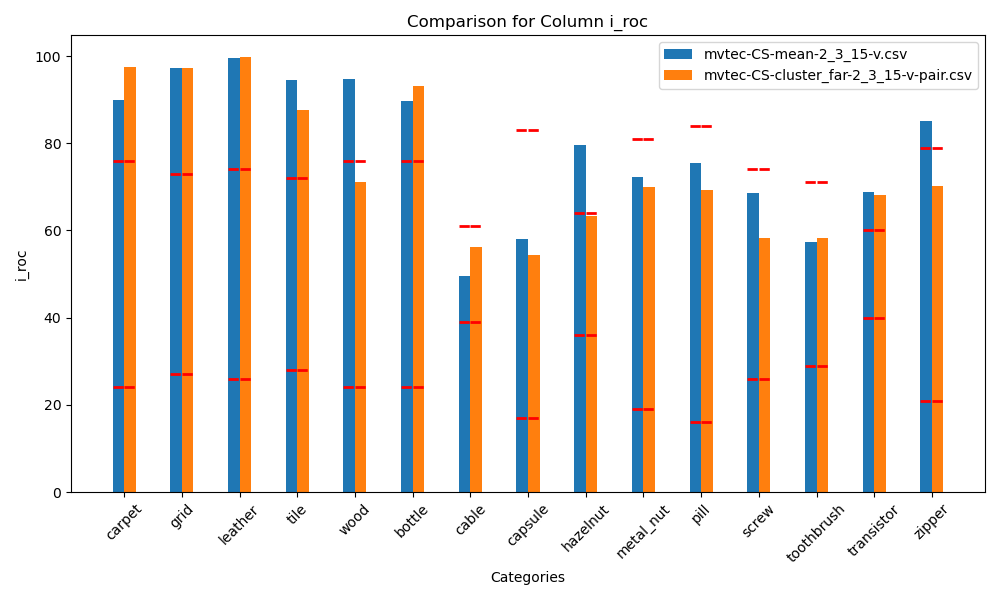 Comparison for Column i_roc
mvtec-CS-mean-2_3_15-v.csv
mvtec-CS-cluster_far-2_3_15-v-pair.csv
i_roc
100
80
60
40
20
0
carpet
grid
leather
tile
wood
bottle
cable
capsule
hazelnut
metal_nut
pill
screw
toothbrush
transistor
zipper
Categories